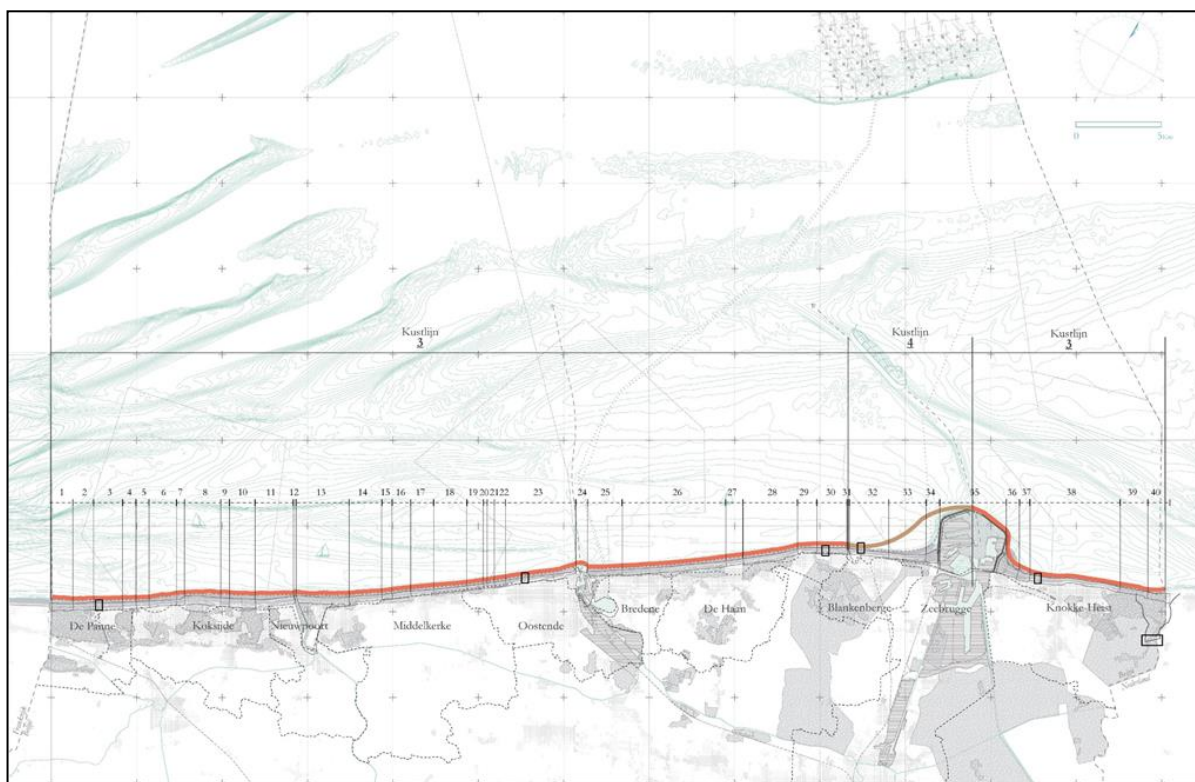 0 5km
Kustlijn
3
Kustlijn
4
Kustlijn
3
1 2 3 4 5 6 7 8 9 10 11 12 13 14 15 16 17 18 19 20 21 22 23 24 25 26 27 28 29 30 31 32 33 34 35 36 37 38 39 40
De Panne
Koksijde
Nieuwpoort
Middelkerke
Oostende
Bredene
De Haan
Blankenberge
Zeebrugge
Knokke-Heist